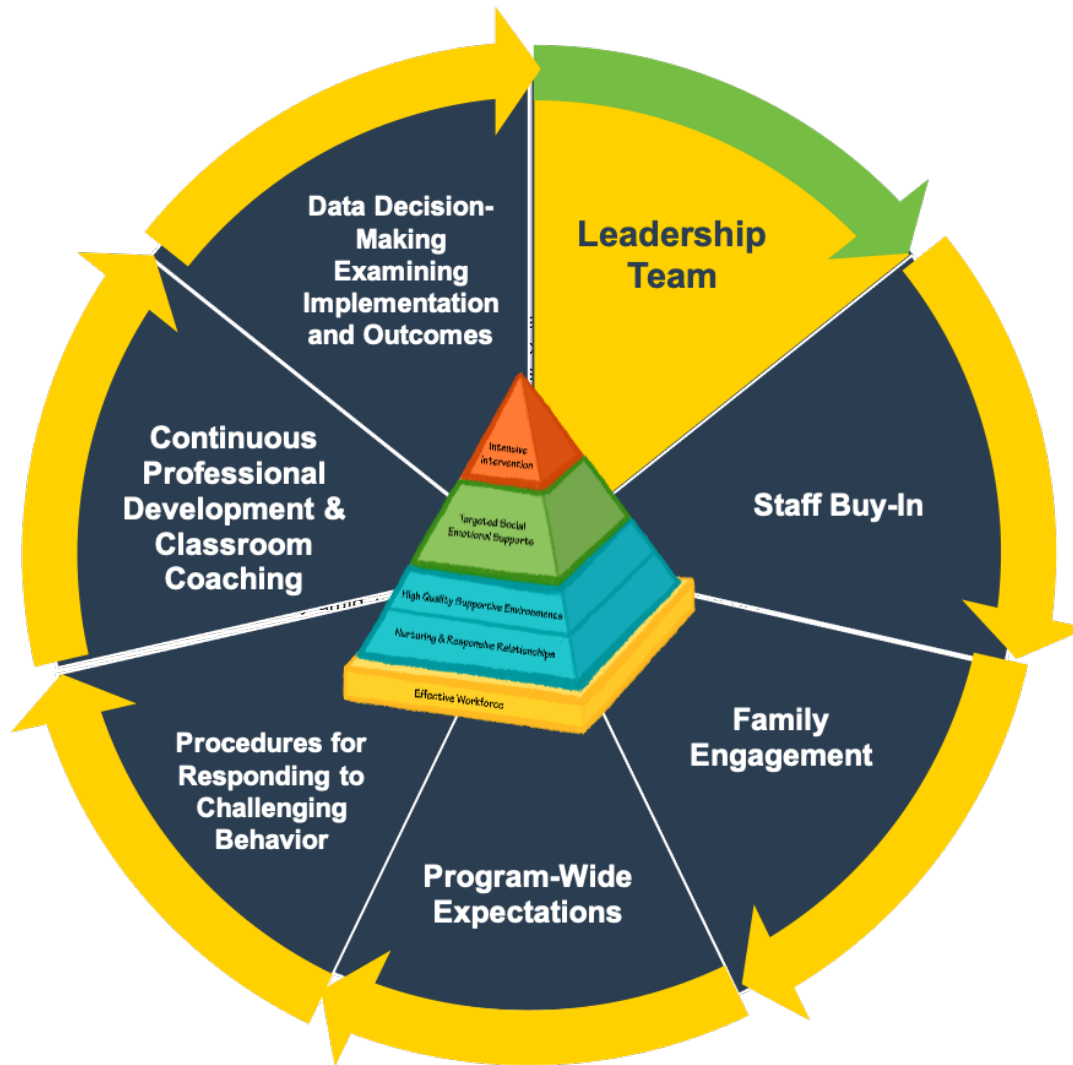 Leadership
Team
Staff Buy-In
Family
Engagement
Program-Wide
Expectations
Procedures for
Responding to
Challenging
Behavior
Continuous
Professional
Development &
Classroom
Coaching
Data Decision-
Making
Examining
Implementation
and Outcomes
Intensive
Intervention
Targeted Social
Emotional Supports
High Quality Supportive Environments
Nurturing & Responsive Relationships
Effective Workforce